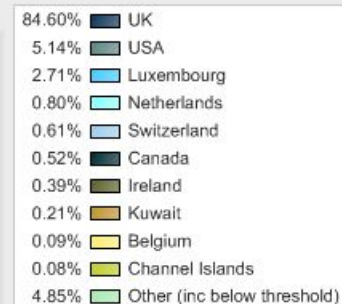 84.60% UK
5.14% USA
2.71% Luxembourg
0.80% Netherlands
0.61% Switzerland
0.52% Canada
0.39% Ireland
0.21% Kuwait
0.09% Belgium
0.08% Channel Islands
4.85% Other (inc below threshold)